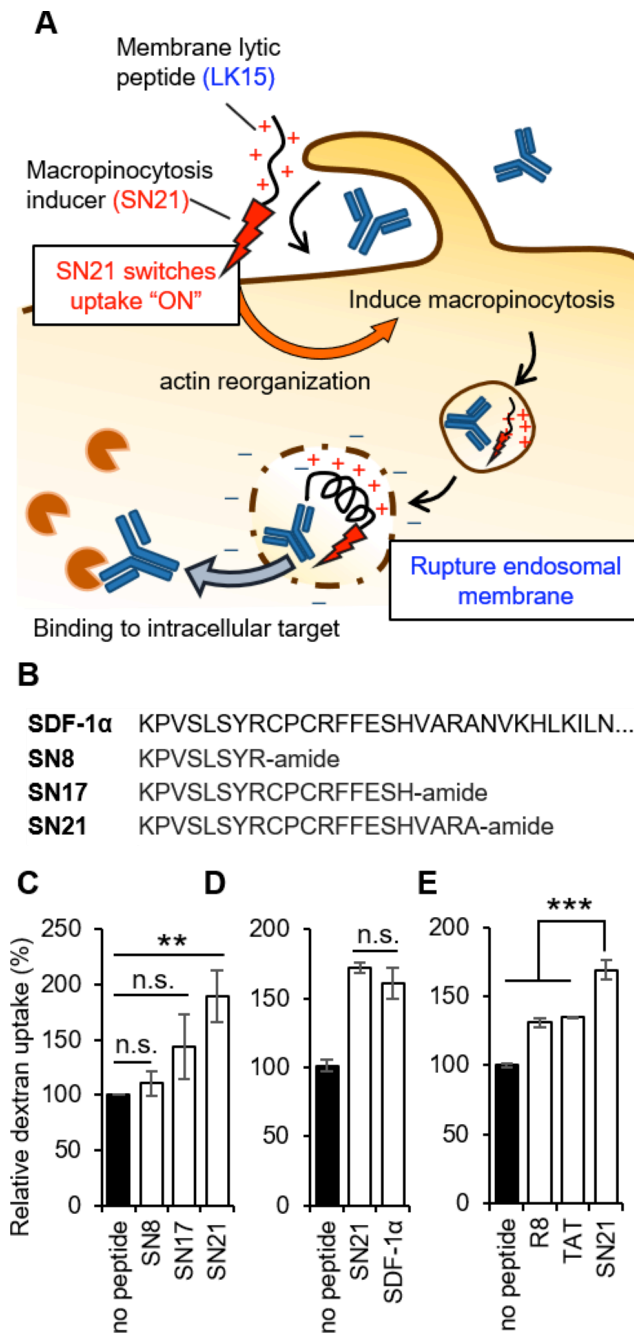 A
Membrane lytic
peptide (LK15)
Macropinocytosis
inducer (SN21)
SN21 switches
uptake “ON”
Induce macropinocytosis
actin reorganization
Rupture endosomal
membrane
Binding to intracellular target
B
SDF-1α KPVSLSYRCPCRFFESHVARANVKHLKILN...
SN8 KPVSLSYR-amide
SN17 KPVSLSYRCPCRFFESH-amide
SN21 KPVSLSYRCPCRFFESHVARA-amide
C
Relative dextran uptake (%)
250
200
150
100
50
0
**
n.s.
n.s.
no peptide
SN8
SN17
SN21
D
200
150
100
50
0
n.s.
no peptide
SN21
SDF-1α
E
200
150
100
50
0
***
no peptide
R8
TAT
SN21